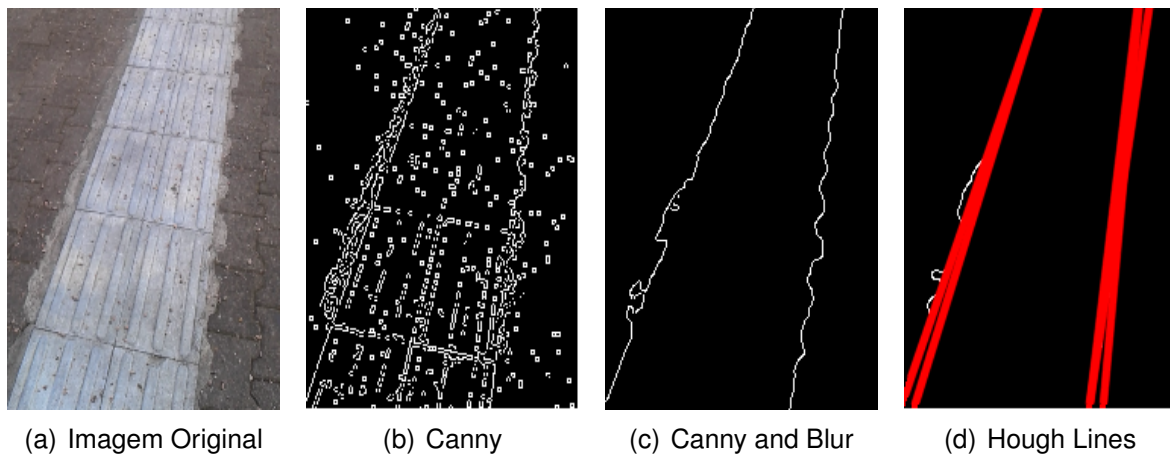 (a) Imagem Original
(b) Canny
(c) Canny and Blur
(d) Hough Lines